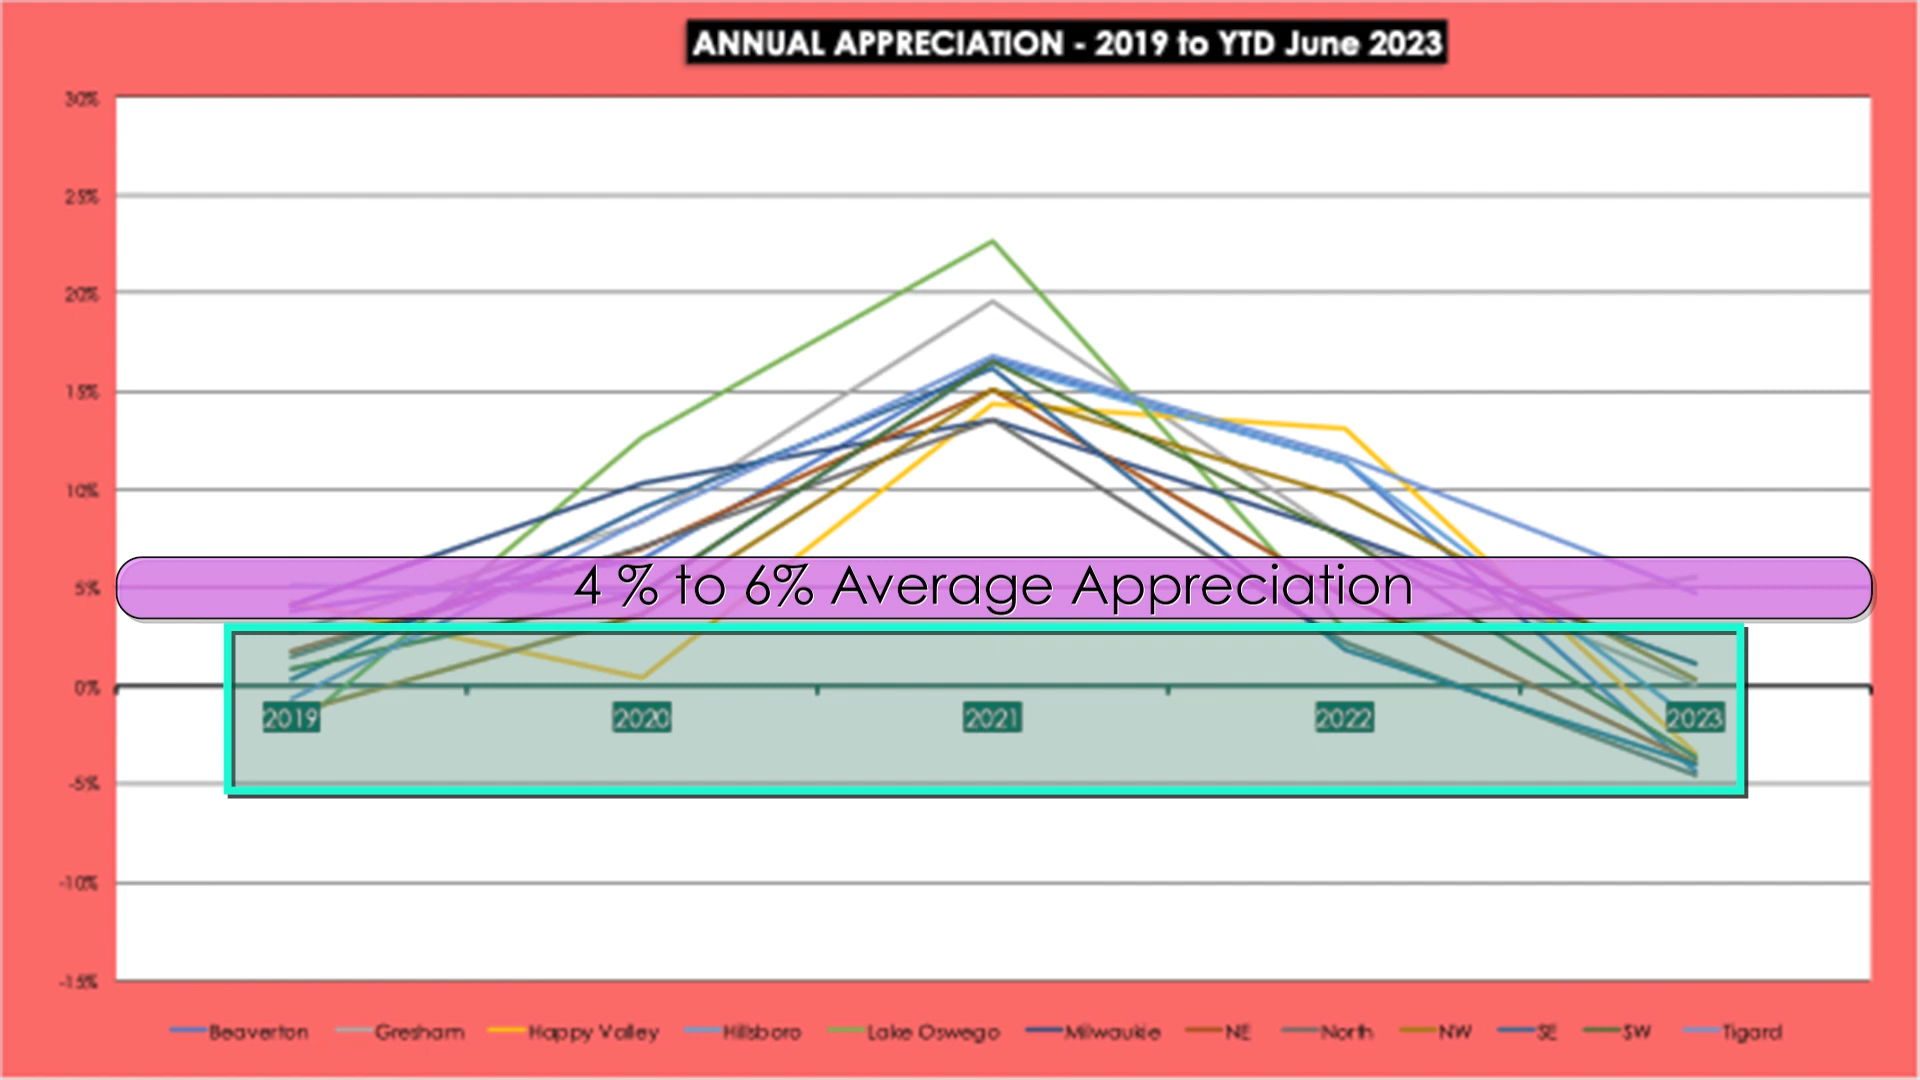 ANNUAL APPRECIATION - 2019 to YTD June 2023
30%
25%
20%
15%
10%
5%
4 % to 6% Average Appreciation
0%
2019 2020 2021 2022 2023
-5%
-10%
-15%
Beaverton Gresham Happy Valley Hillsboro Lake Oswego Milwaukie NE North NW SE SW Tigard